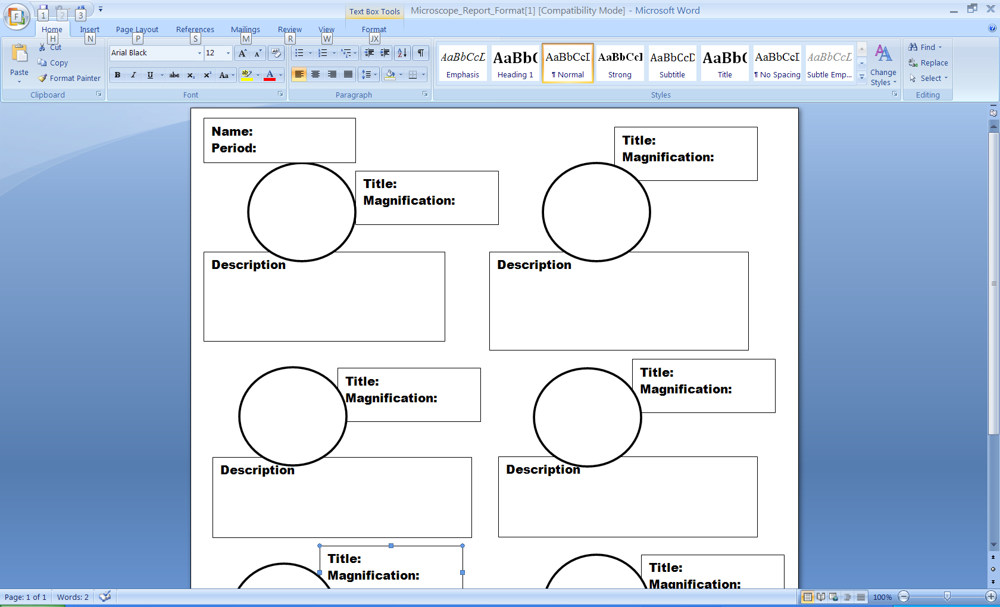 F
1
2
3
Text Box Tools
Microscope_Report_Format[1] [Compatibility Mode] - Microsoft Word
Home
Insert
Page Layout
References
Mailings
Review
View
Format
H
N
P
S
M
R
W
JX
Paste
Cut
Copy
Format Painter
Clipboard
Arial Black
12
Font
Paragraph
AaBbCcL
Emphasis
AaBb(
Heading 1
AaBbCcI
¶ Normal
AaBbCcI
Strong
AaBbCcD
Subtitle
AaBb(
Title
AaBbCcI
¶ No Spacing
AaBbCcL
Subtle Emp...
Change
Styles
Styles
Find
Replace
Select
Editing
Name:
Period:
Title:
Magnification:
Title:
Magnification:
Description
Description
Title:
Magnification:
Title:
Magnification:
Description
Description
Title:
Magnification:
Title:
Magnification:
Page: 1 of 1
Words: 2
100%